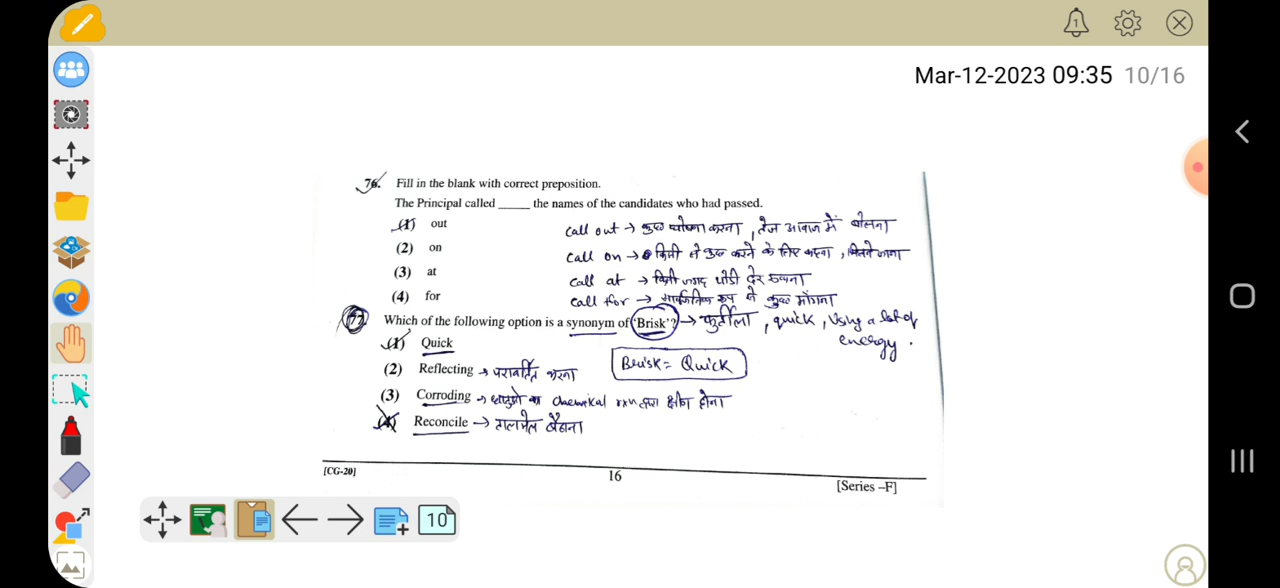 Mar-12-2023 09:35 10/16
1
76. Fill in the blank with correct preposition.
The Principal called _____ the names of the candidates who had passed.
(1) out
call out → कुछ घोषणा करना, तेज आवाज में बोलना
(2) on
call on → किसी से कुछ करने के लिए कहना, मिलने जाना
(3) at
call at → किसी जगह थोडी देर रुकना
(4) for
call for → सार्वजनिक रूप से कुछ माँगना
77. Which of the following option is a synonym of 'Brisk'? → फुर्तीला, quick, using a lot of energy.
(1) Quick
Brisk = Quick
(2) Reflecting → परावर्तित करना
(3) Corroding → धातुओं का chemical rxn द्वारा क्षीण होना
(4) Reconcile → तालमेल बैठाना
[CG-20]
16
[Series –F]
10